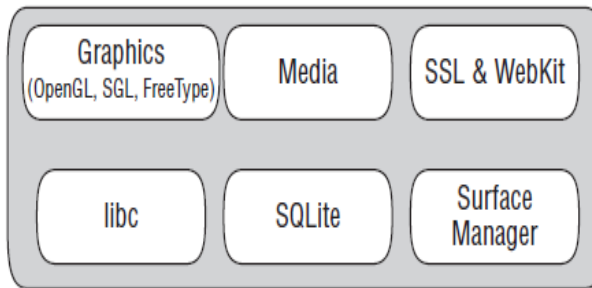 Graphics
(OpenGL, SGL, FreeType)
Media
SSL & WebKit
libc
SQLite
Surface
Manager